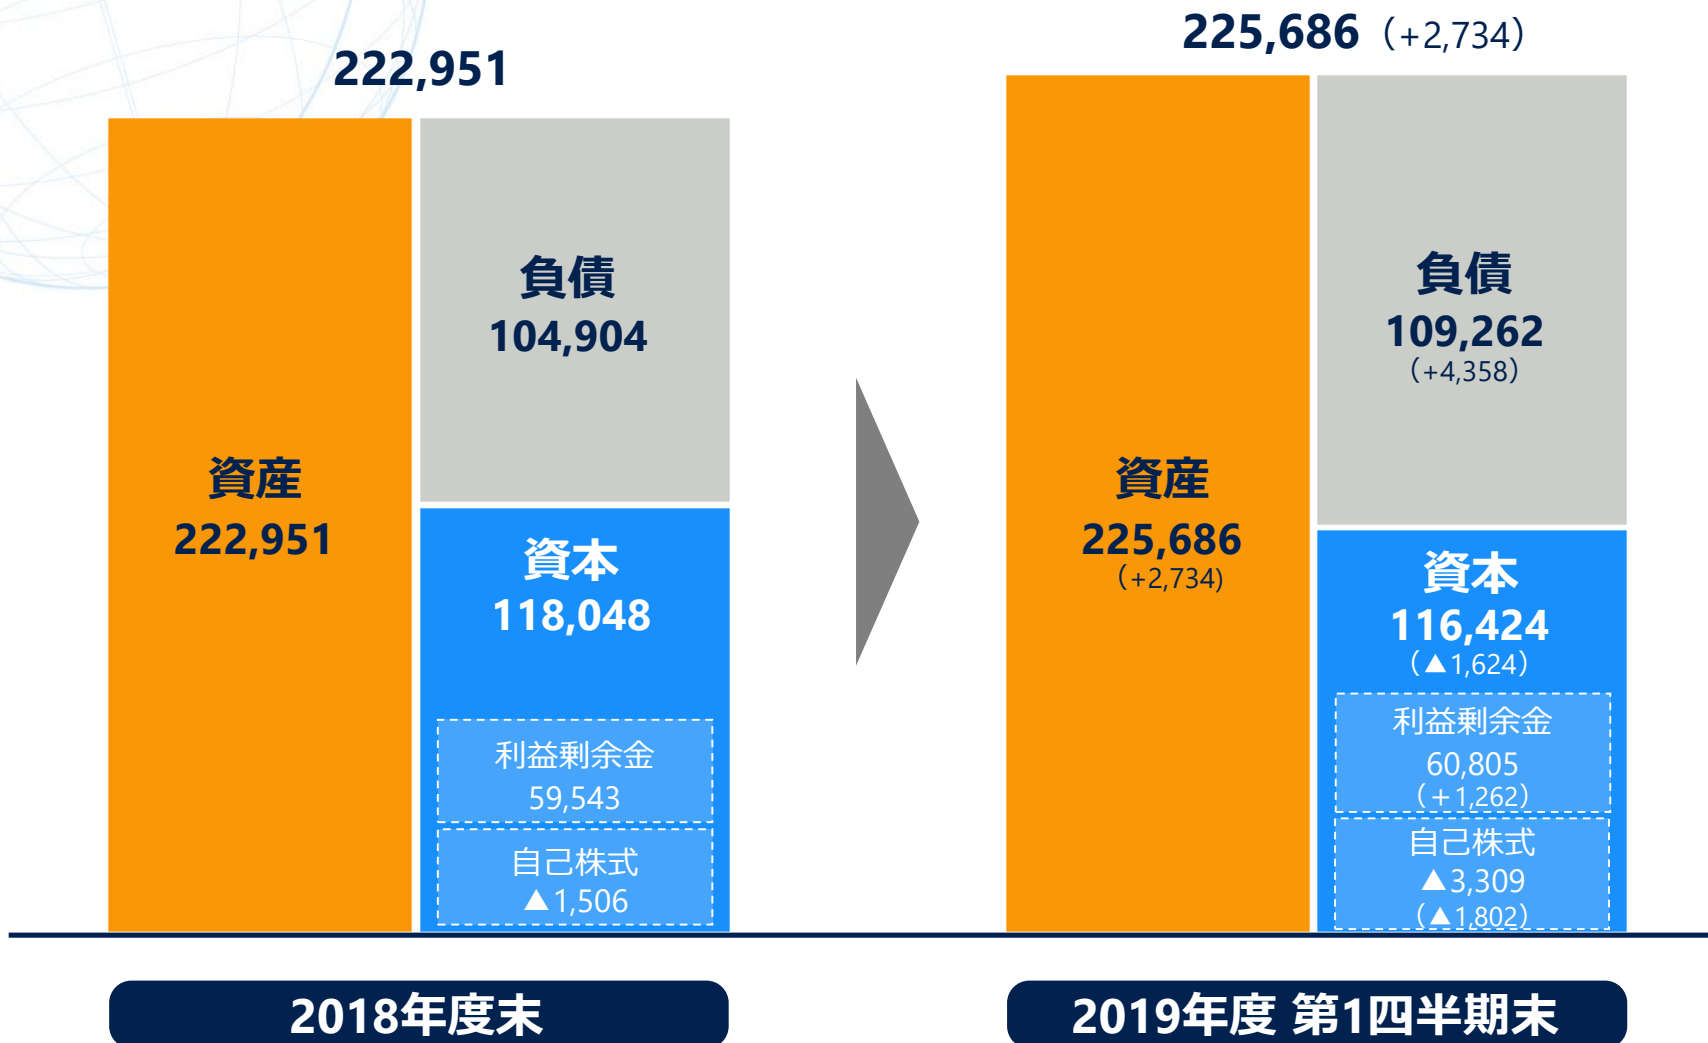 222,951
資産
222,951
負債
104,904
資本
118,048
利益剰余金
59,543
自己株式
▲1,506
2018年度末
225,686（+2,734）
資産
225,686
（+2,734)
負債
109,262
（+4,358）
資本
116,424
（▲1,624）
利益剰余金
60,805
（＋1,262）
自己株式
▲3,309
（▲1,802）
2019年度 第1四半期末